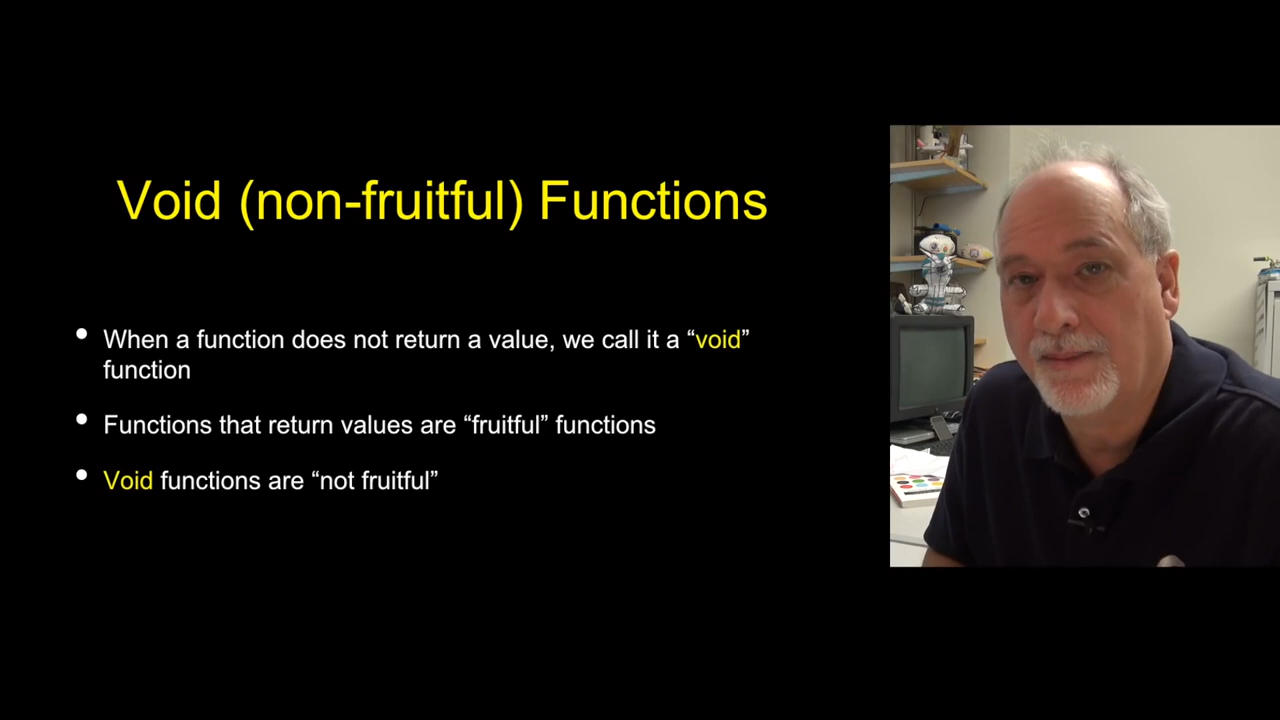 Void (non-fruitful) Functions
• When a function does not return a value, we call it a “void”
function
• Functions that return values are “fruitful” functions
• Void functions are “not fruitful”